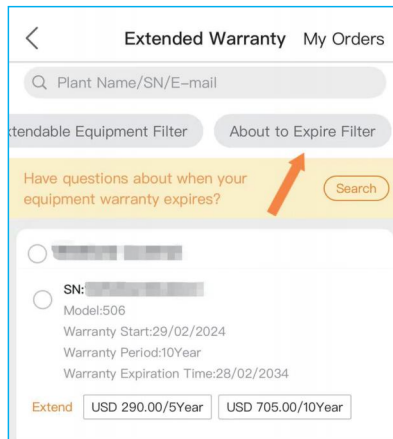 Extended Warranty My Orders
Plant Name/SN/E-mail
xtendable Equipment Filter About to Expire Filter
Have questions about when your
equipment warranty expires?
Search
SN:
Model:506
Warranty Start:29/02/2024
Warranty Period:10Year
Warranty Expiration Time:28/02/2034
Extend USD 290.00/5Year USD 705.00/10Year